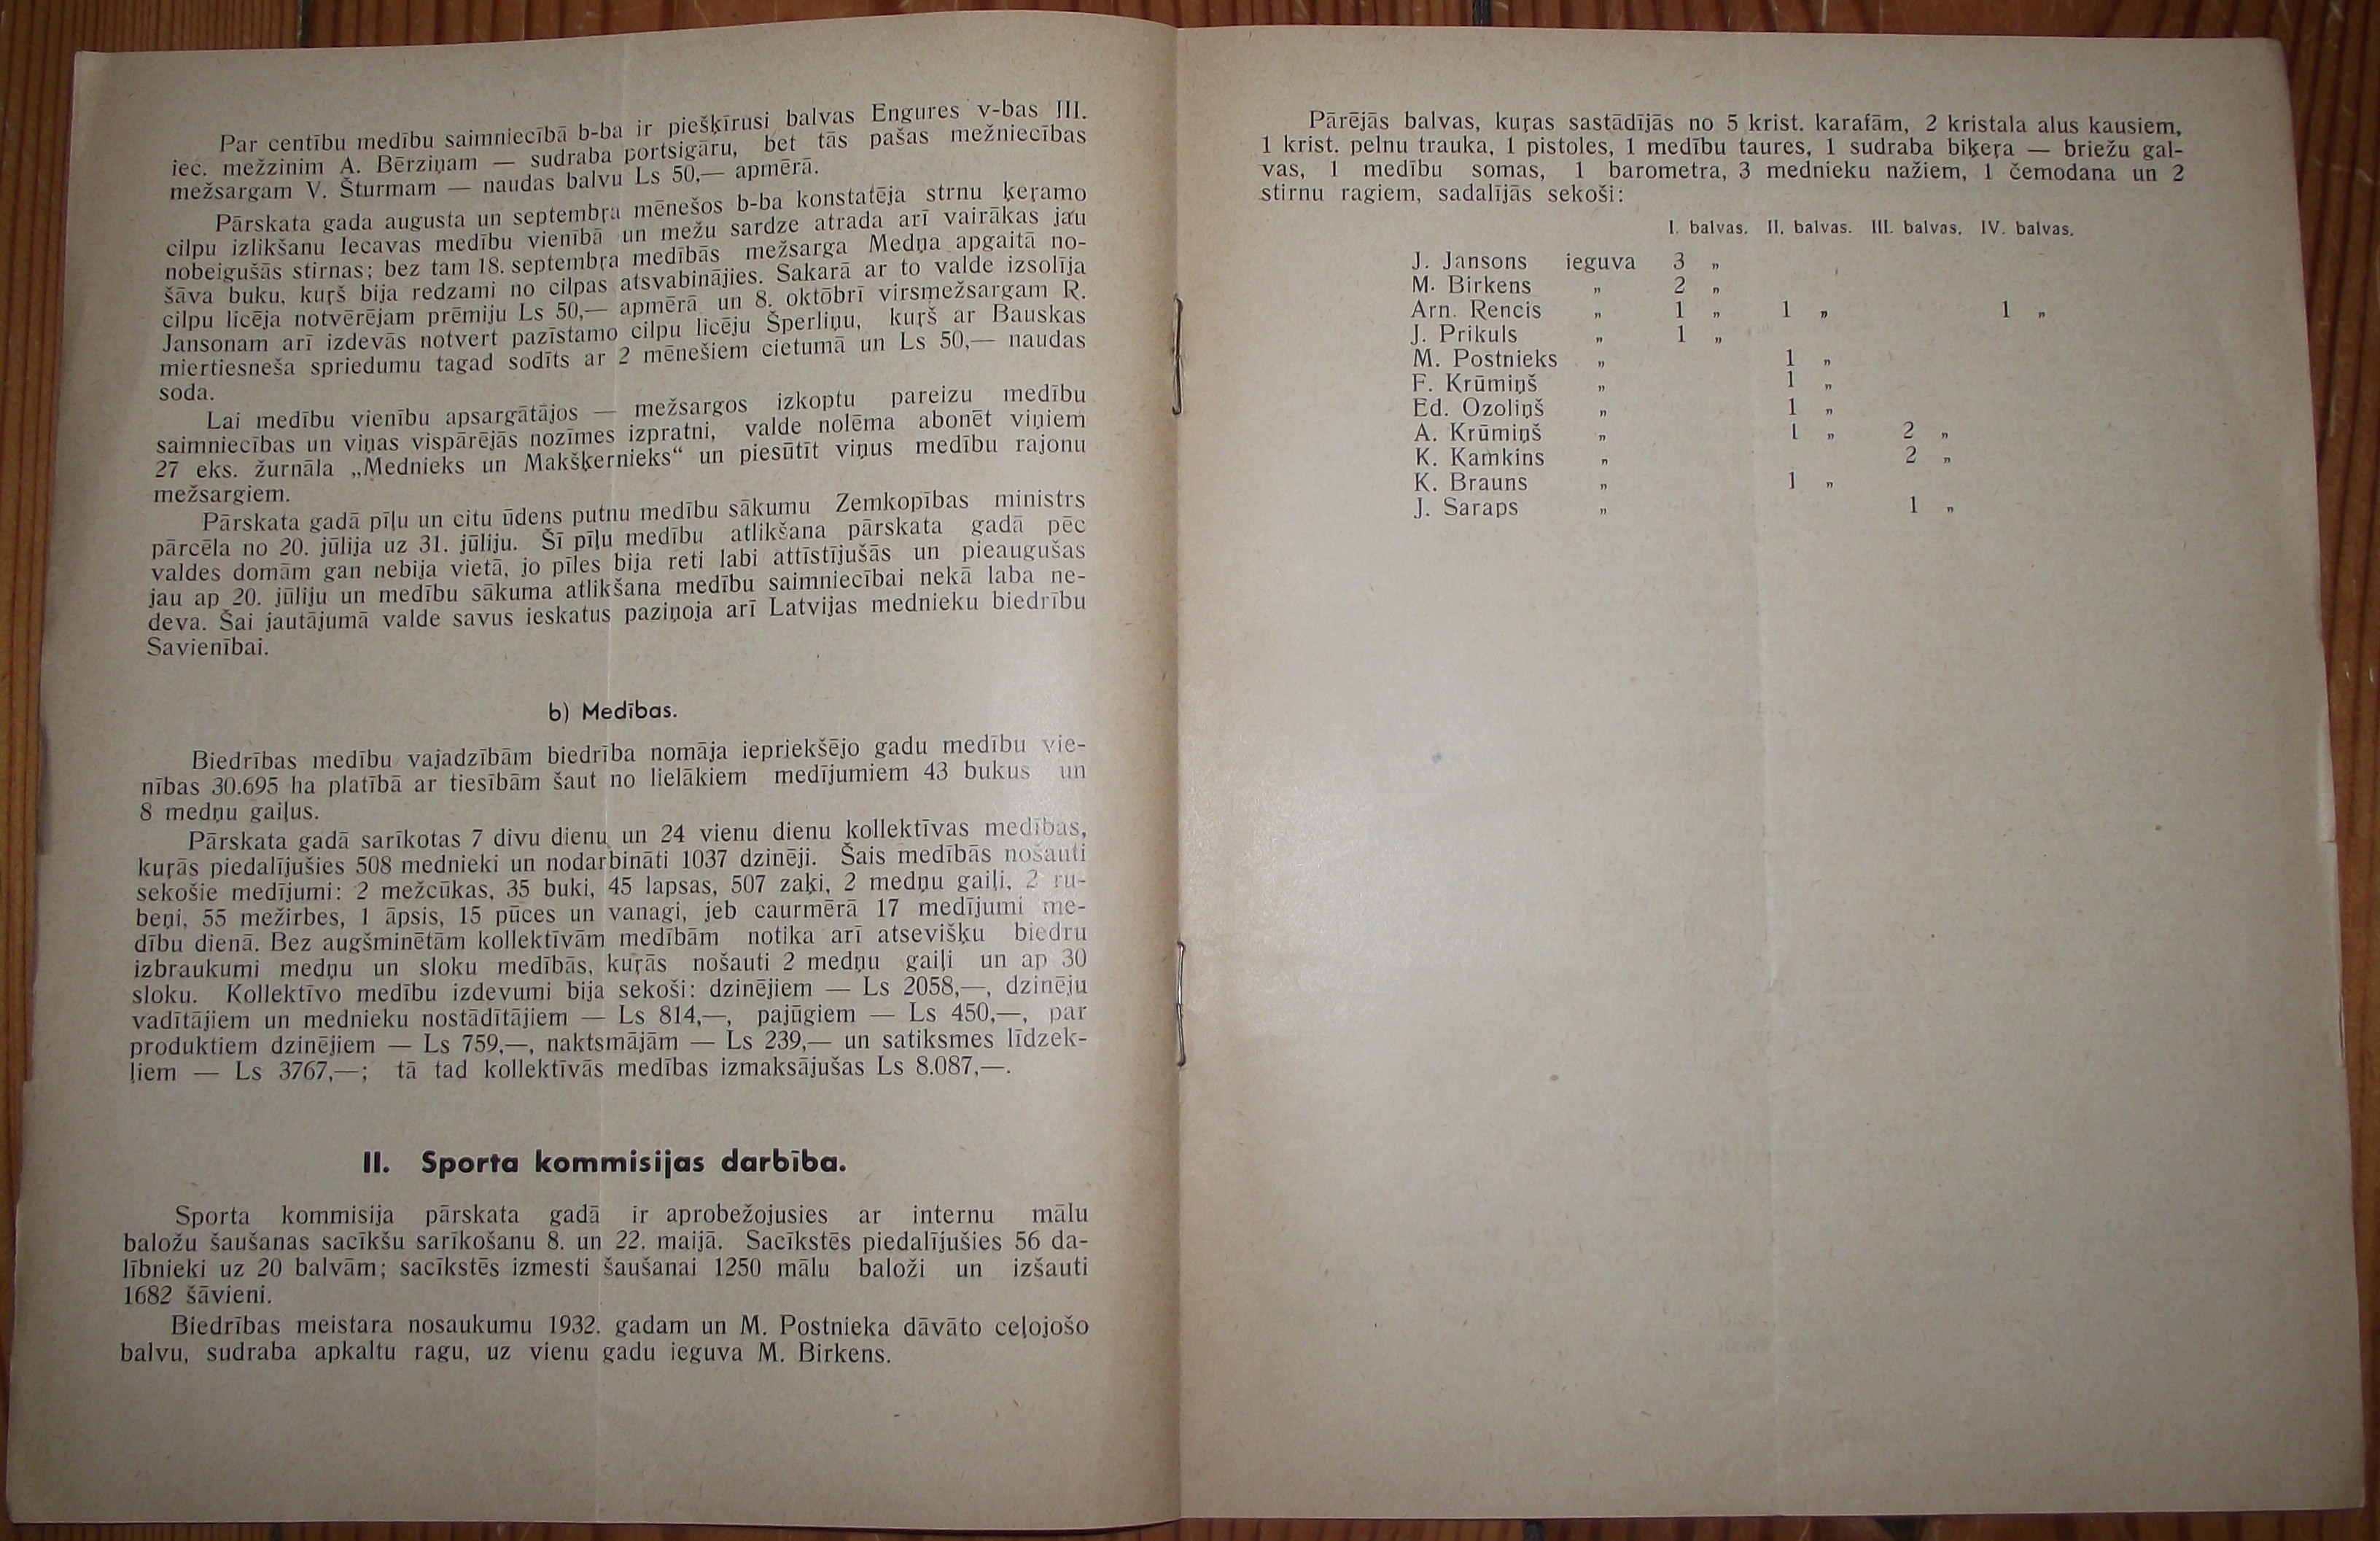 Par centību medību saimniecībā b-ba ir piešķīrusi balvas Engures v-bas III.
iec. mežzinim A. Bērziņam — sudraba portsigāru, bet tās pašas mežniecības
mežsargam V. Šturmam — naudas balvu Ls 50,— apmērā.
Pārskata gada augusta un septembŗa mēnešos b-ba konstatēja strnu ķeŗamo
cilpu izlikšanu Iecavas medību vienībā un mežu sardze atrada arī vairākas jau
nobeigušās stirnas; bez tam 18. septembŗa medībās mežsarga Medņa apgaitā no-
šāva buku, kuŗš bija redzami no cilpas atsvabinājies. Sakarā ar to valde izsolīja
cilpu licēja notvērējam prēmiju Ls 50,— apmērā un 8. oktōbrī virsmežsargam R.
Jansonam arī izdevās notvert pazīstamo cilpu licēju Šperliņu, kuŗš ar Bauskas
miertiesneša spriedumu tagad sodīts ar 2 mēnešiem cietumā un Ls 50,— naudas
soda.
Lai medību vienību apsargātājos — mežsargos izkoptu pareizu medību
saimniecības un viņas vispārējās nozīmes izpratni, valde nolēma abonēt viņiem
27 eks. žurnāla „Mednieks un Makšķernieks“ un piesūtīt viņus medību rajonu
mežsargiem.
Pārskata gadā pīļu un citu ūdens putnu medību sākumu Zemkopības ministrs
pārcēla no 20. jūlija uz 31. jūliju. Šī pīļu medību atlikšana pārskata gadā pēc
valdes domām gan nebija vietā, jo pīles bija reti labi attīstījušās un pieaugušas
jau ap 20. jūliju un medību sākuma atlikšana medību saimniecībai nekā laba ne-
deva. Šai jautājumā valde savus ieskatus paziņoja arī Latvijas mednieku biedrību
Savienībai.
b) Medības.
Biedrības medību vajadzībām biedrība nomāja iepriekšējo gadu medību vie-
nības 30.695 ha platībā ar tiesībām šaut no lielākiem medījumiem 43 bukus un
8 medņu gaiļus.
Pārskata gadā sarīkotas 7 divu dienu un 24 vienu dienu kollektīvas medības,
kuŗās piedalījušies 508 mednieki un nodarbināti 1037 dzinēji. Šais medībās nošauti
sekošie medījumi: 2 mežcūkas, 35 buki, 45 lapsas, 507 zaķi, 2 medņu gaiļi, 2 ru-
beņi, 55 mežirbes, 1 āpsis, 15 pūces un vanagi, jeb caurmērā 17 medījumi me-
dību dienā. Bez augšminētām kollektīvām medībām notika arī atsevišķu biedru
izbraukumi medņu un sloku medībās, kuŗās nošauti 2 medņu gaiļi un ap 30
sloku. Kollektīvo medību izdevumi bija sekoši: dzinējiem — Ls 2058,—, dzinēju
vadītājiem un mednieku nostādītājiem — Ls 814,—, pajūgiem — Ls 450,—, par
produktiem dzinējiem — Ls 759,—, naktsmājām — Ls 239,— un satiksmes līdzek-
ļiem — Ls 3767,—; tā tad kollektīvās medības izmaksājušas Ls 8.087,—.
II. Sporta kommisijas darbība.
Sporta kommisija pārskata gadā ir aprobežojusies ar internu mālu
baložu šaušanas sacīkšu sarīkošanu 8. un 22. maijā. Sacīkstēs piedalījušies 56 da-
lībnieki uz 20 balvām; sacīkstēs izmesti šaušanai 1250 mālu baloži un izšauti
1682 šāvieni.
Biedrības meistara nosaukumu 1932. gadam un M. Postnieka dāvāto ceļojošo
balvu, sudraba apkaltu ragu, uz vienu gadu ieguva M. Birkens.
Pārējās balvas, kuŗas sastādījās no 5 krist. karafām, 2 kristala alus kausiem,
1 krist. pelnu trauka, 1 pistoles, 1 medību taures, 1 sudraba biķeŗa — briežu gal-
vas, 1 medību somas, 1 barometra, 3 mednieku nažiem, 1 čemodana un 2
stirnu ragiem, sadalījās sekoši:
I. balvas. II. balvas. III. balvas. IV. balvas.
J. Jansons ieguva 3 „
M. Birkens „ 2 „
Arn. Rencis „ 1 „ 1 „ 1 „
J. Prikuls „ 1 „
M. Postnieks „ 1 „
F. Krūmiņš „ 1 „
Ed. Ozoliņš „ 1 „
A. Krūmiņš „ 1 „ 2 „
K. Kamkins „ 2 „
K. Brauns „ 1 „
J. Saraps „ 1 „